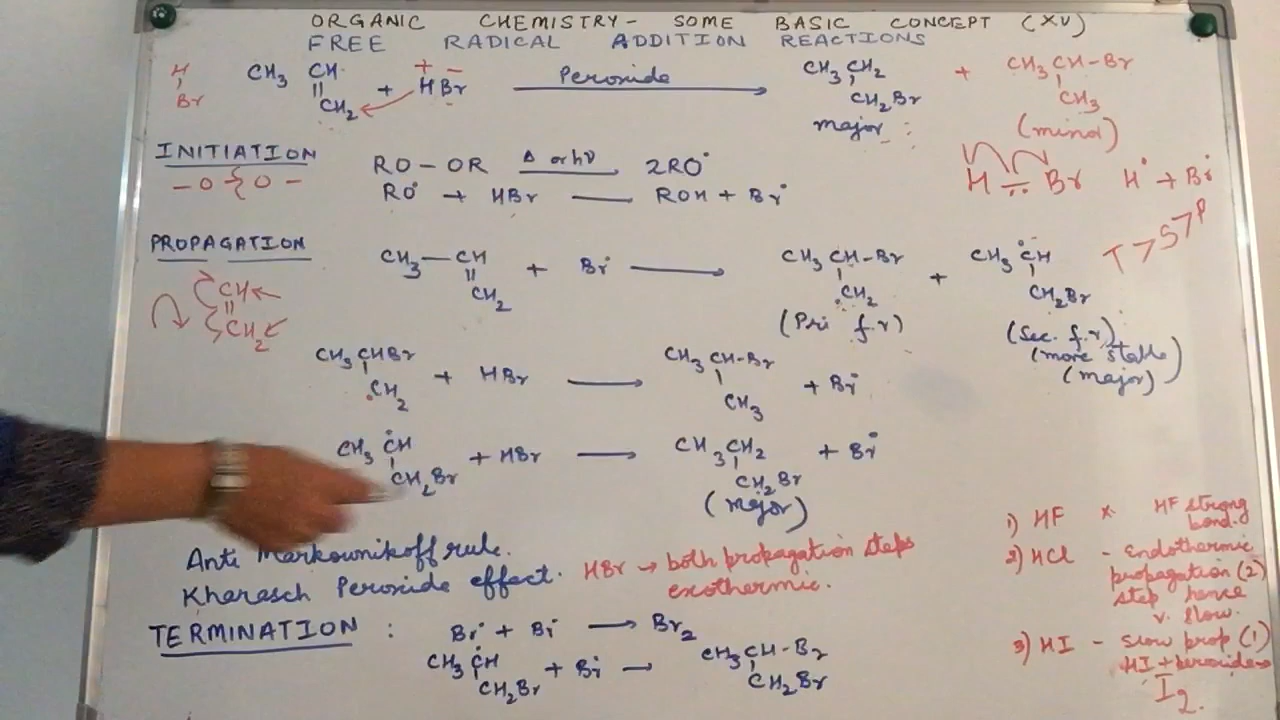 ORGANIC CHEMISTRY - SOME BASIC CONCEPT (XV)
FREE RADICAL ADDITION REACTIONS
H
Br
CH3 CH
||
CH2
+ HBr
+ −
Peroxide
CH3 CH2
CH2Br
major
+ CH3 CH-Br
CH3
(minor)
INITIATION
-O { O -
RO - OR Δ or hν 2RO•
RO• + HBr ROH + Br•
H .. Br H• + Br•
PROPAGATION
CH
||
CH2
CH3 - CH
||
CH2
+ Br•
CH3 CH-Br
CH2
(Pri f.r)
+ CH3 CH
CH2Br
(Sec. f.r)
(more stable)
(major)
T > S > P
CH3 CHBr
CH2
+ HBr
CH3 CH-Br
CH3
+ Br•
CH3 CH
CH2Br
+ HBr
CH3 CH2
CH2Br
(major)
+ Br•
Anti Markownikoff rule.
Kharasch Peroxide effect.
HBr → both propagation steps
exothermic.
1) HF x. HF strong
bond.
2) HCl - Endothermic
propagation (2)
step hence
v. slow.
3) HI - slow prop (1)
HI + peroxide →
I2.
TERMINATION :
Br• + Br• → Br2
CH3 CH
CH2Br
+ Br• →
CH3 CH-Br
CH2Br